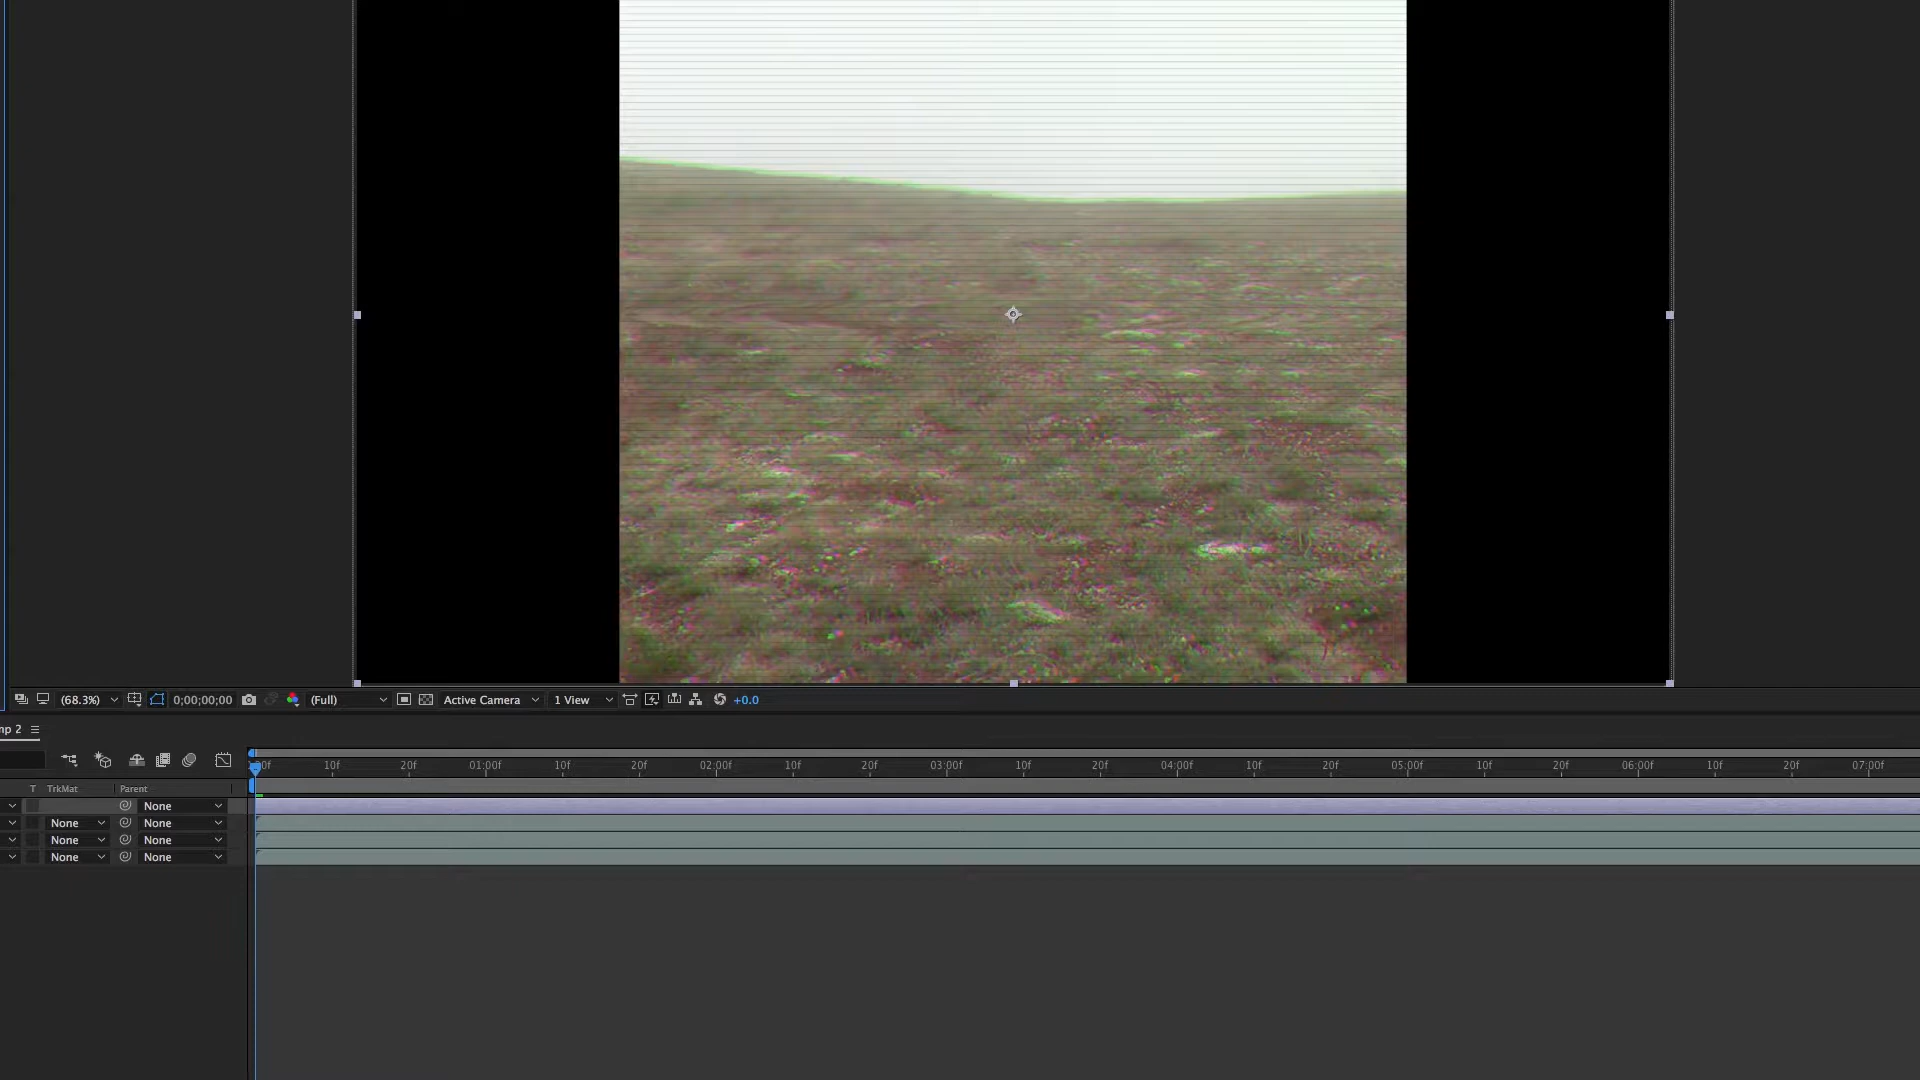 (68.3%) 0;00;00;00 (Full) Active Camera 1 View +0.0
mp 2
10f 20f 01:00f 10f 20f 02:00f 10f 20f 03:00f 10f 20f 04:00f 10f 20f 05:00f 10f 20f 06:00f 10f 20f 07:00f
T TrkMat Parent
None
None None
None None
None None